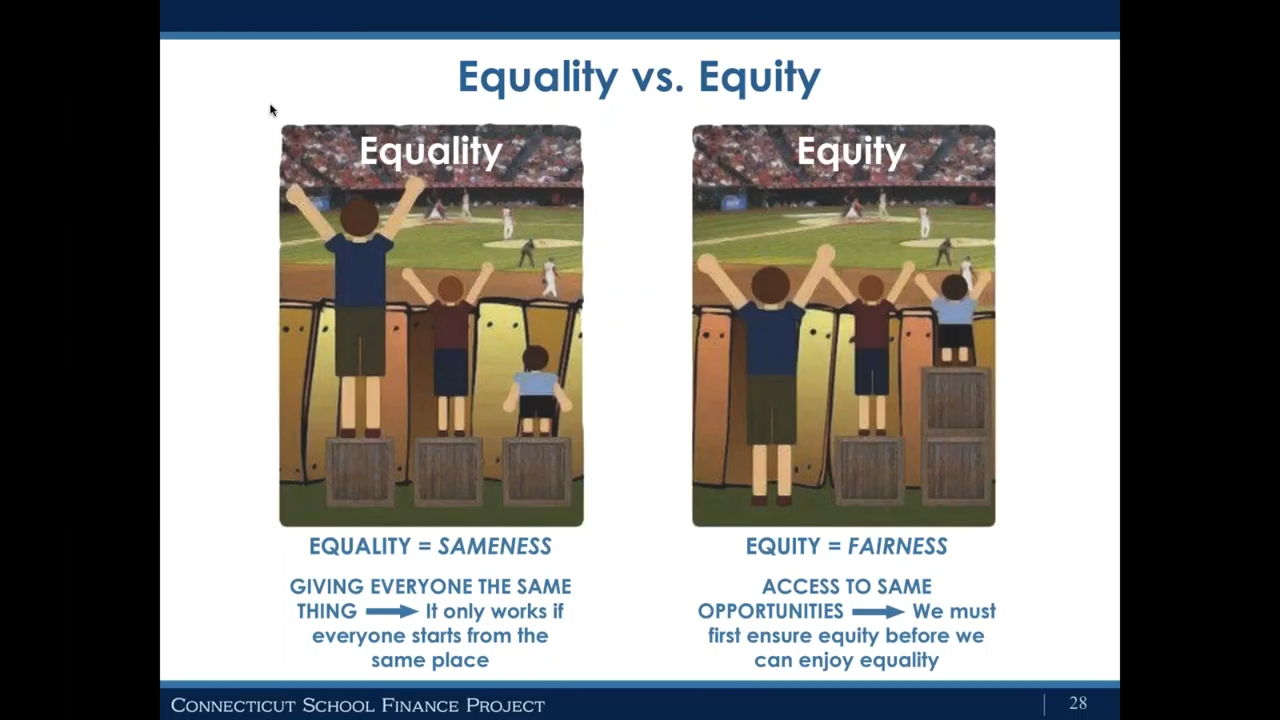 Equality vs. Equity
Equality
Equity
EQUALITY = SAMENESS
GIVING EVERYONE THE SAME
THING → It only works if
everyone starts from the
same place
EQUITY = FAIRNESS
ACCESS TO SAME
OPPORTUNITIES → We must
first ensure equity before we
can enjoy equality
CONNECTICUT SCHOOL FINANCE PROJECT
28